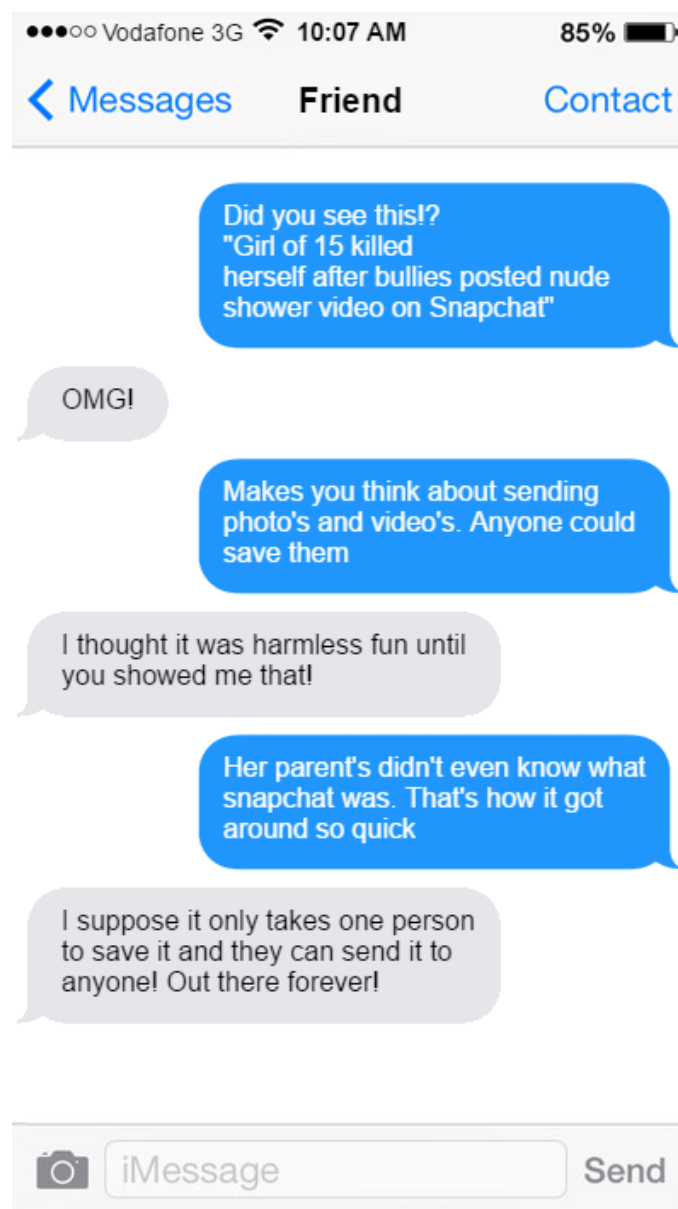 Vodafone 3G 10:07 AM 85%
Messages Friend Contact
Did you see this!?
"Girl of 15 killed
herself after bullies posted nude
shower video on Snapchat"
OMG!
Makes you think about sending
photo's and video's. Anyone could
save them
I thought it was harmless fun until
you showed me that!
Her parent's didn't even know what
snapchat was. That's how it got
around so quick
I suppose it only takes one person
to save it and they can send it to
anyone! Out there forever!
iMessage Send